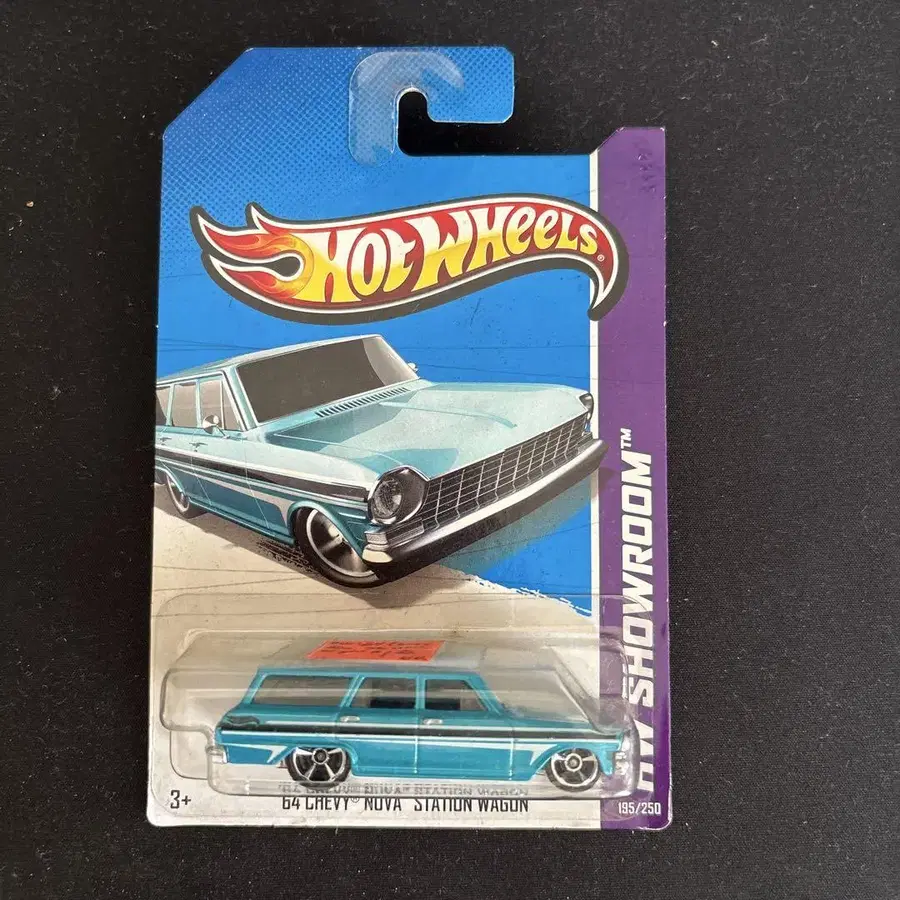 HOT WHEELS®
HW SHOWROOM™
'64 CHEVY® NOVA™ STATION WAGON
3+
195/250